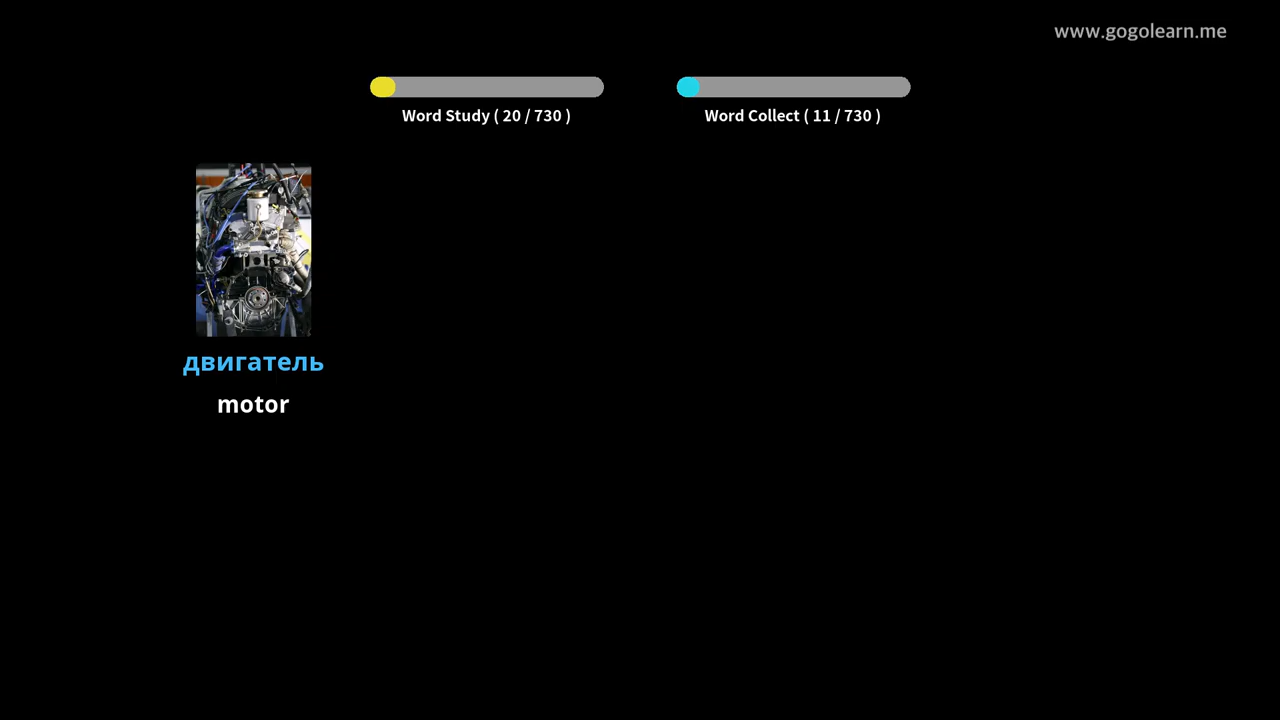 www.gogolearn.me
Word Study ( 20 / 730 )
Word Collect ( 11 / 730 )
двигатель
motor